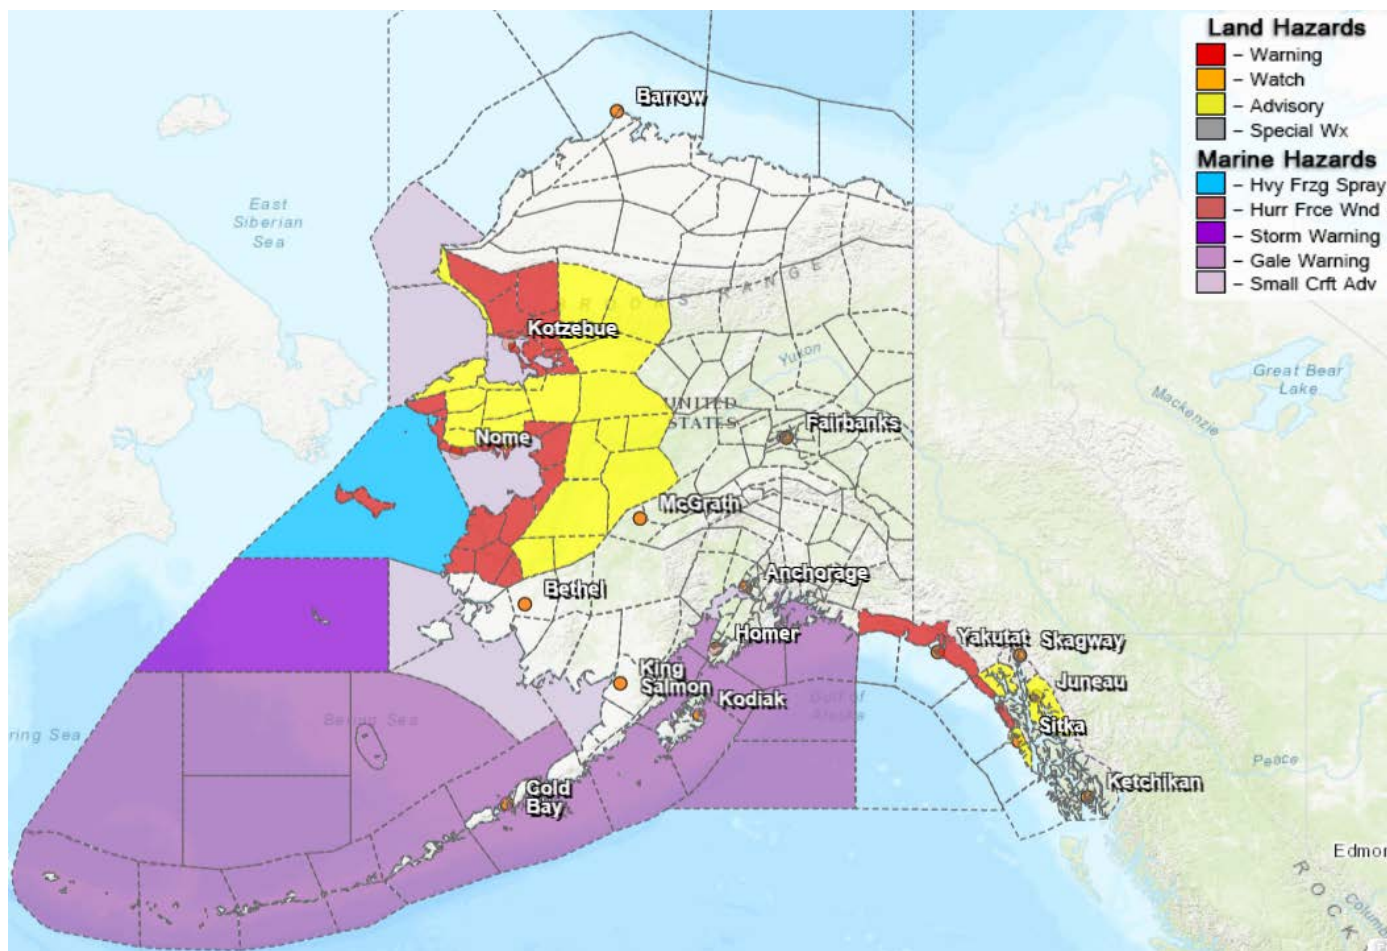 Land Hazards
– Warning
– Watch
– Advisory
– Special Wx
Marine Hazards
– Hvy Frzg Spray
– Hurr Frce Wnd
– Storm Warning
– Gale Warning
– Small Crft Adv
Barrow
East
Siberian
Sea
BROOKS RANGE
Kotzebue
Yukon
Great Bear
Lake
Mackenzie
UNITED
STATES
Fairbanks
Nome
McGrath
Anchorage
Bethel
Homer
Yakutat
Skagway
King
Salmon
Juneau
Kodiak
Gulf of
Alaska
Bering Sea
ring Sea
Sitka
Peace
Gold
Bay
Ketchikan
Edmor
ROCK
Columb